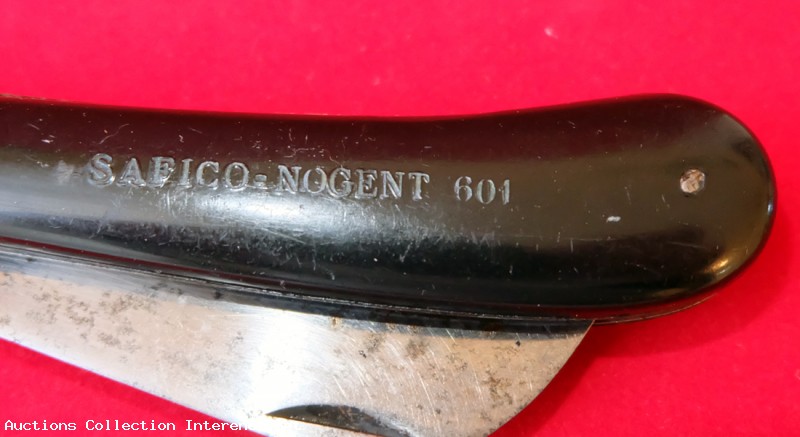 SAFICO-NOGENT 601
Auctions Collection Interen